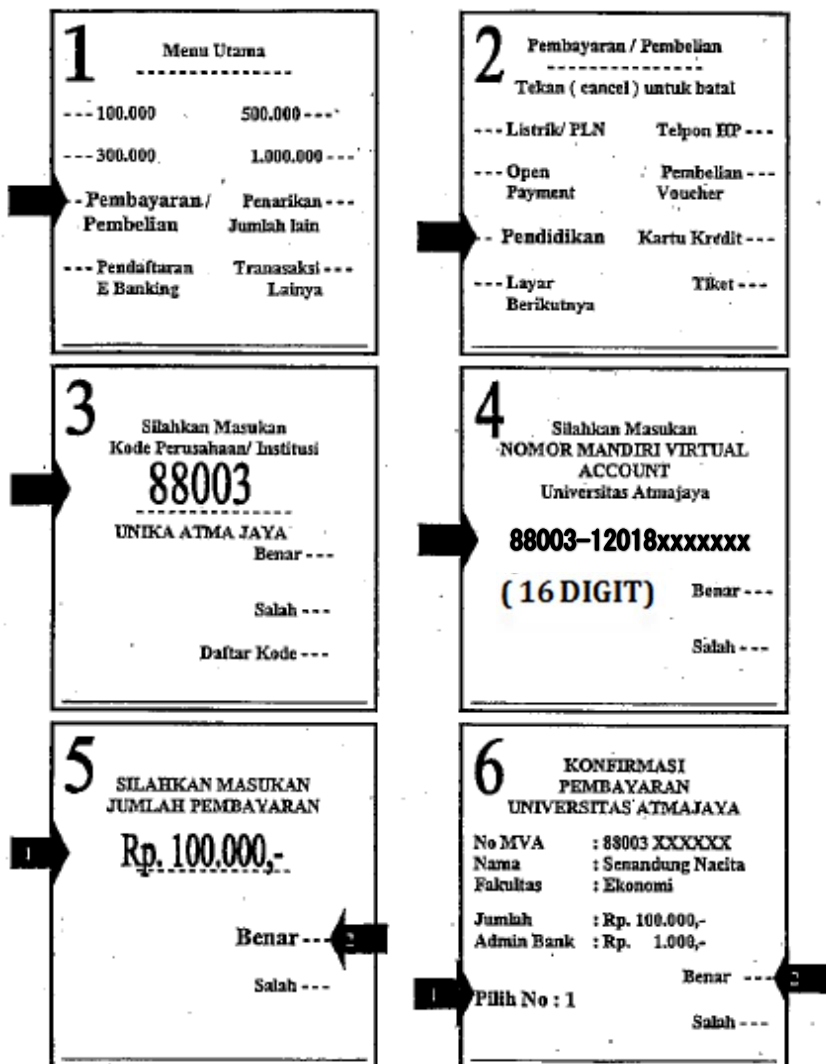 1
Menu Utama
---------------
---100.000 500.000----
---300.000 1.000.000---
--Pembayaran/ Penarikan---
Pembelian Jumlah lain
---Pendaftaran Tranasaksi---
E Banking Lainya
2
Pembayaran / Pembelian
---------------
Tekan ( cancel ) untuk batal
---Listrik/ PLN Telpon HP---
---Open Pembelian---
Payment Voucher
-- Pendidikan Kartu Kredit---
---Layar Tiket---
Berikutnya
3
Silahkan Masukan
Kode Perusahaan/ Institusi
88003
UNIKA ATMA JAYA
Benar---
Salah ---
Daftar Kode ---
4
Silahkan Masukan
NOMOR MANDIRI VIRTUAL
ACCOUNT
Universitas Atmajaya
88003-12018xxxxxxx
( 16 DIGIT) Benar---
Salah ---
5
SILAHKAN MASUKAN
JUMLAH PEMBAYARAN
1 Rp. 100.000,-
Benar--- 2
Salah ---
6
KONFIRMASI
PEMBAYARAN
UNIVERSITAS ATMAJAYA
No MVA : 88003 XXXXXX
Nama : Senandung Nacita
Fakultas : Ekonomi
Jumlah : Rp. 100.000,-
Admin Bank : Rp. 1.000,-
Benar --- 2
1 Pilih No : 1
Salah ---